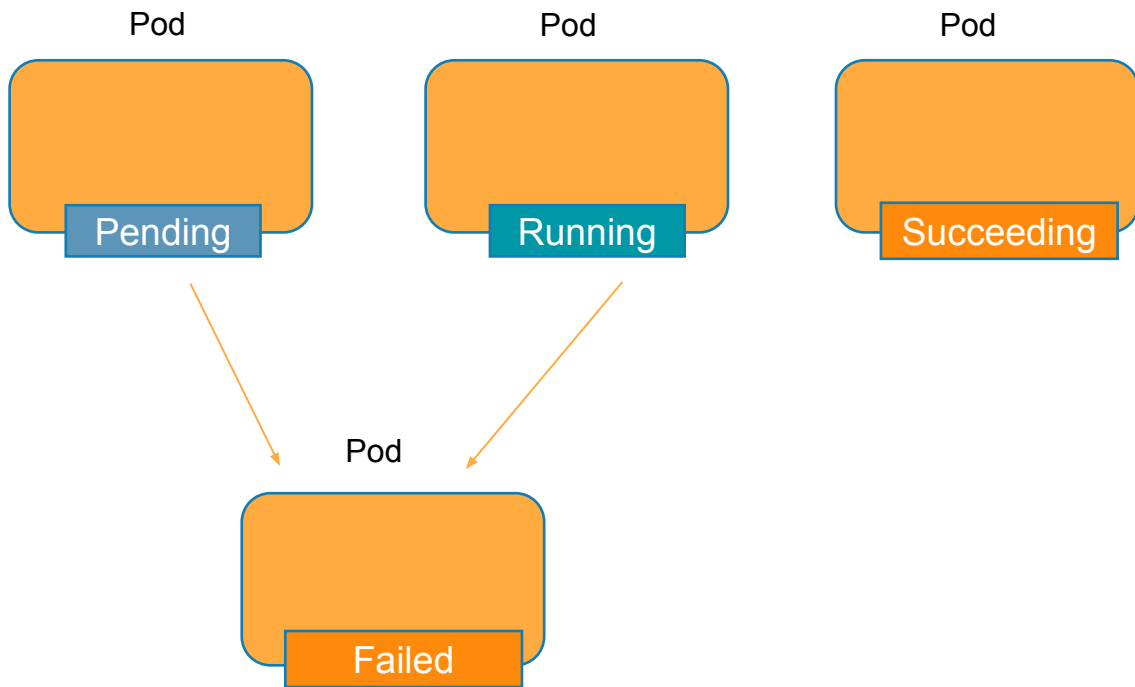 Pod
Pod
Pod
Pending
Running
Succeeding
Pod
Failed